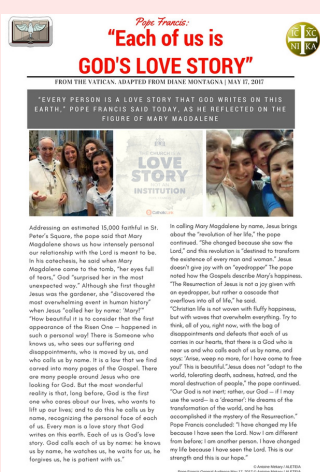 Pope Francis:
"Each of us is
GOD'S LOVE STORY"
IC XC
NI KA
FROM THE VATICAN, ADAPTED FROM DIANE MONTAGNA | MAY 17, 2017
"EVERY PERSON IS A LOVE STORY THAT GOD WRITES ON THIS
EARTH," POPE FRANCIS SAID TODAY, AS HE REFLECTED ON THE
FIGURE OF MARY MAGDALENE
LOVE
STORY
INSTITUTION
Addressing an estimated 15,000 faithful in St.
Peter's Square, the pope said that Mary
Magdalene shows us how intensely personal
our relationship with the Lord is meant to be.
In his catechesis, he said when Mary
Magdalene came to the tomb, "her eyes full
of tears," God "surprised her in the most
unexpected way." Although she first thought
Jesus was the gardener, she "discovered the
most overwhelming event in human history"
when Jesus "called her by name: 'Mary!'"
"How beautiful it is to consider that the first
appearance of the Risen One — happened in
such a personal way! There is Someone who
knows us, who sees our suffering and
disappointments, who is moved by us, and
who calls us by name. It is a low that we find
carved into many pages of the Gospel. There
are many people around Jesus who are
looking for God. But the most wonderful
reality is that, long before, God is the first
one who cares about our lives, who wants to
lift up our lives; and to do this he calls us by
name, recognizing the personal face of each
of us. Every man is a love story that God
writes on this earth. Each of us is God's love
story. God calls each of us by name: he knows
us by name, he watches us, he waits for us, he
forgives us, he is patient with us."
In calling Mary Magdalene by name, Jesus brings
about the "revolution of her life," the pope
continued. "She changed because she saw the
Lord," and this revolution is "destined to transform
the existence of every man and woman." Jesus
doesn't give joy with an "eyedropper" The pope
noted how the Gospels describe Mary's happiness.
"The Resurrection of Jesus is not a joy given with
an eyedropper, but rather a cascade that
overflows into all of life," he said.
"Christian life is not woven with fluffy happiness,
but with waves that overwhelm everything. Try to
think, all of you, right now, with the bag of
disappointments and defeats that each of us
carries in our hearts, that there is a God who is
near us and who calls each of us by name, and
says: 'Arise, weep no more, for I have come to free
you!' This is beautiful."Jesus does not "adapt to the
world, tolerating death, sadness, hatred, and the
moral destruction of people," the pope continued.
"Our God is not inert; rather, our God — if I may
use the word— is a 'dreamer': He dreams of the
transformation of the world, and he has
accomplished it the mystery of the Resurrection."
Pope Francis concluded: "I have changed my life
because I have seen the Lord. Now I am different
from before; I am another person. I have changed
my life because I have seen the Lord. This is our
strength and this is our hope."
© Antoine Mekary / ALETEIA